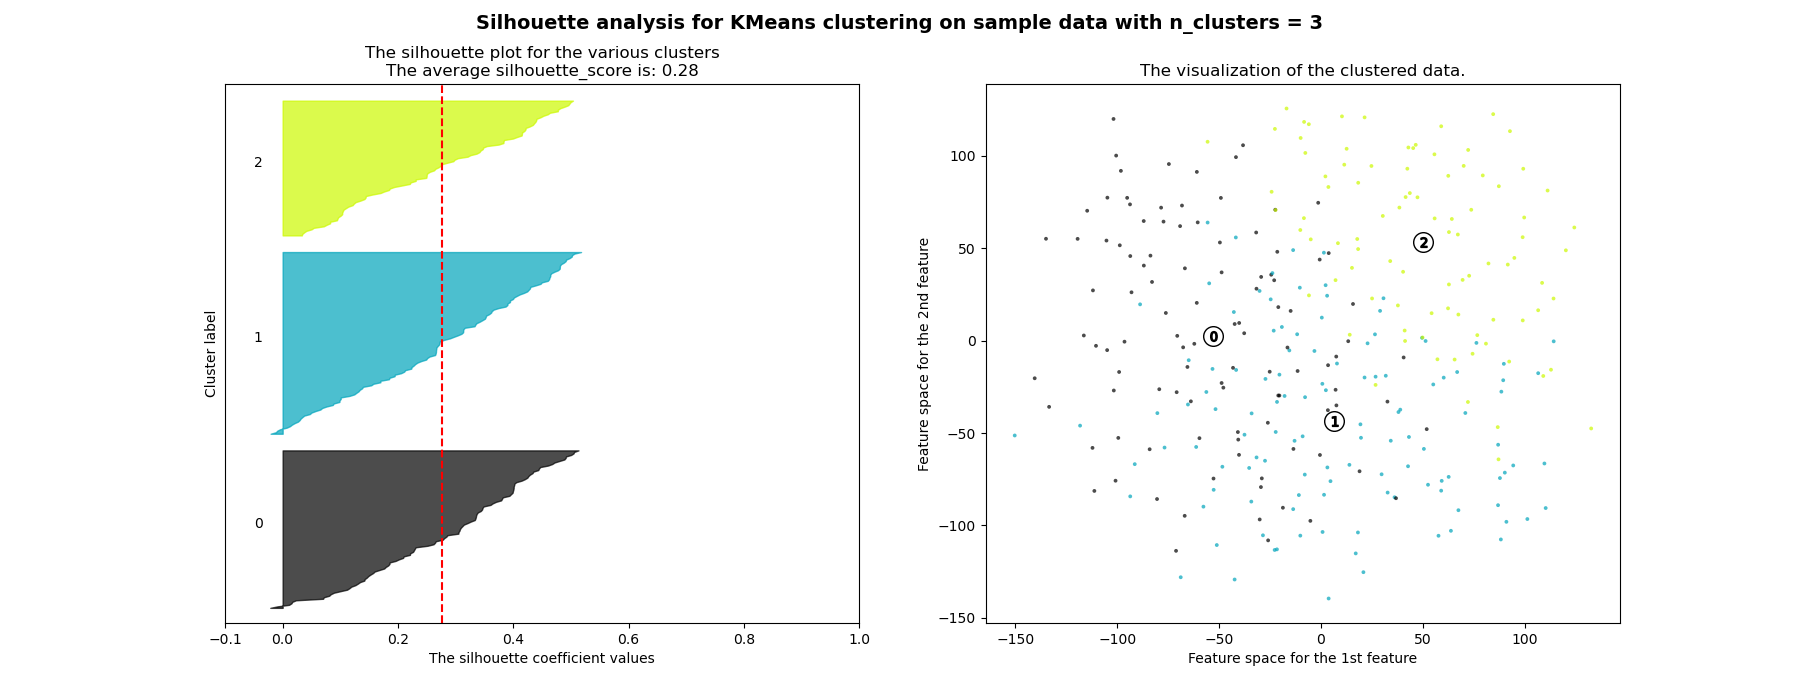 Silhouette analysis for KMeans clustering on sample data with n_clusters = 3
The silhouette plot for the various clusters
The average silhouette_score is: 0.28
2
1
0
Cluster label
−0.1 0.0 0.2 0.4 0.6 0.8 1.0
The silhouette coefficient values
The visualization of the clustered data.
100
50
0
−50
−100
−150
Feature space for the 2nd feature
2
0
1
−150 −100 −50 0 50 100
Feature space for the 1st feature